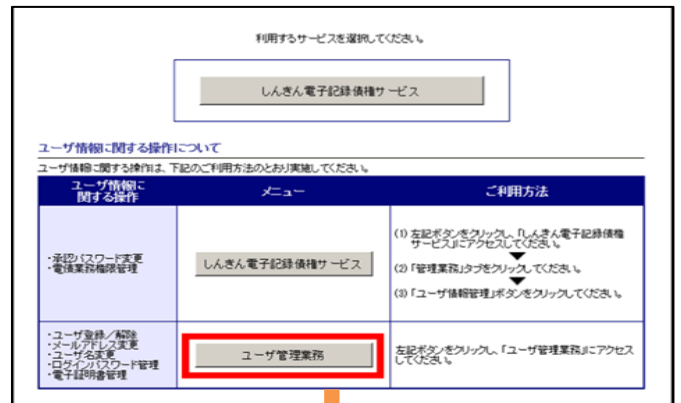 利用するサービスを選択してください。
しんきん電子記録債権サービス
ユーザ情報に関する操作について
ユーザ情報に関する操作は、下記のご利用方法のとおり実施してください。
ユーザ情報に
関する操作
メニュー
ご利用方法
・承認パスワード変更
・電債業務権限管理
しんきん電子記録債権サービス
(1) 左記ボタンをクリックし、「しんきん電子記録債権
サービス」にアクセスしてください。
(2) 「管理業務」タブをクリックしてください。
(3) 「ユーザ情報管理」ボタンをクリックしてください。
・ユーザ登録／解除
・メールアドレス変更
・ユーザ名変更
・ログインパスワード管理
・電子証明書管理
ユーザ管理業務
左記ボタンをクリックし、「ユーザ管理業務」にアクセス
してください。